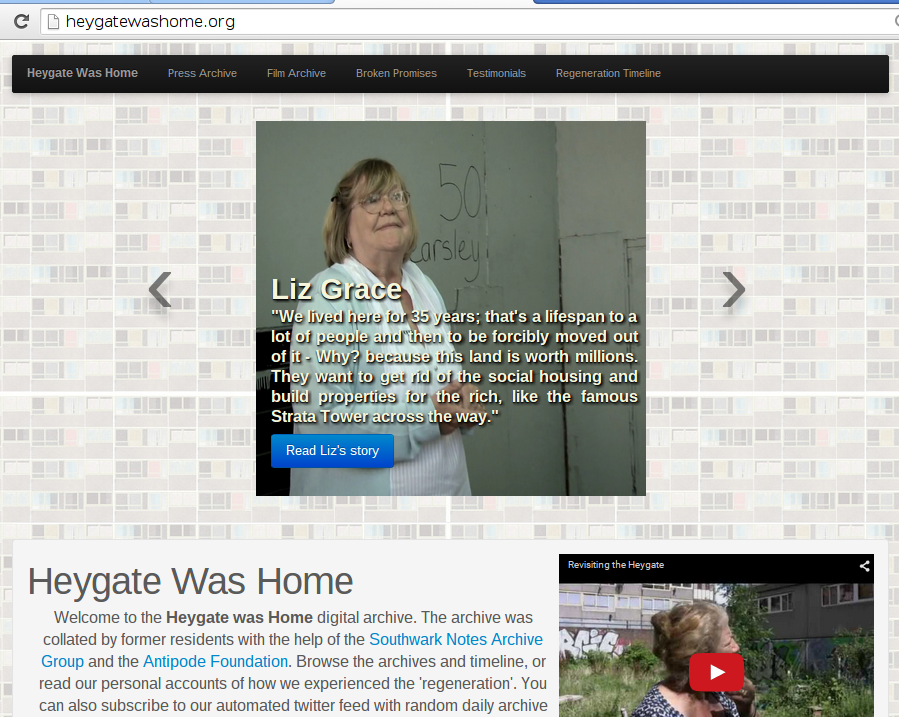 heygatewashome.org
Heygate Was Home Press Archive Film Archive Broken Promises Testimonials Regeneration Timeline
50
Carsley
Liz Grace
"We lived here for 35 years; that's a lifespan to a
lot of people and then to be forcibly moved out
of it - Why? because this land is worth millions.
They want to get rid of the social housing and
build properties for the rich, like the famous
Strata Tower across the way."
Read Liz's story
Heygate Was Home
Welcome to the Heygate was Home digital archive. The archive was
collated by former residents with the help of the Southwark Notes Archive
Group and the Antipode Foundation. Browse the archives and timeline, or
read our personal accounts of how we experienced the 'regeneration'. You
can also subscribe to our automated twitter feed with random daily archive
Revisiting the Heygate